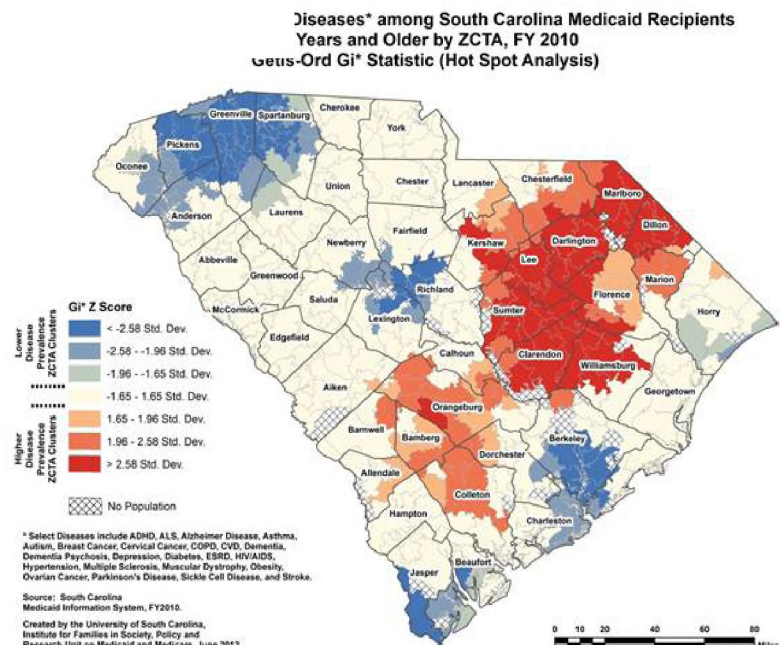 Diseases* among South Carolina Medicaid Recipients
Years and Older by ZCTA, FY 2010
Getis-Ord Gi* Statistic (Hot Spot Analysis)
Cherokee
Greenville
Spartanburg
York
Pickens
Oconee
Union
Chester
Lancaster
Chesterfield
Marlboro
Anderson
Laurens
Dillon
Fairfield
Kershaw
Darlington
Newberry
Abbeville
Lee
Greenwood
Richland
Marion
Florence
Saluda
McCormick
Sumter
Horry
Lexington
Edgefield
Calhoun
Clarendon
Williamsburg
Aiken
Georgetown
Orangeburg
Barnwell
Bamberg
Berkeley
Dorchester
Allendale
Colleton
Hampton
Charleston
Beaufort
Jasper
Gi* Z Score
Lower
Disease
Prevalence
ZCTA Clusters
< -2.58 Std. Dev.
-2.58 - -1.96 Std. Dev.
-1.96 - -1.65 Std. Dev.
-1.65 - 1.65 Std. Dev.
Higher
Disease
Prevalence
ZCTA Clusters
1.65 - 1.96 Std. Dev.
1.96 - 2.58 Std. Dev.
> 2.58 Std. Dev.
No Population
* Select Diseases include ADHD, ALS, Alzheimer Disease, Asthma,
Autism, Breast Cancer, Cervical Cancer, COPD, CVD, Dementia,
Dementia Psychosis, Depression, Diabetes, ESRD, HIV/AIDS,
Hypertension, Multiple Sclerosis, Muscular Dystrophy, Obesity,
Ovarian Cancer, Parkinson's Disease, Sickle Cell Disease, and Stroke.
Source: South Carolina
Medicaid Information System, FY2010.
Created by the University of South Carolina,
Institute for Families in Society, Policy and
Research Unit on Medicaid and Medicare, June 2012
0 10 20 40 60 80
Miles